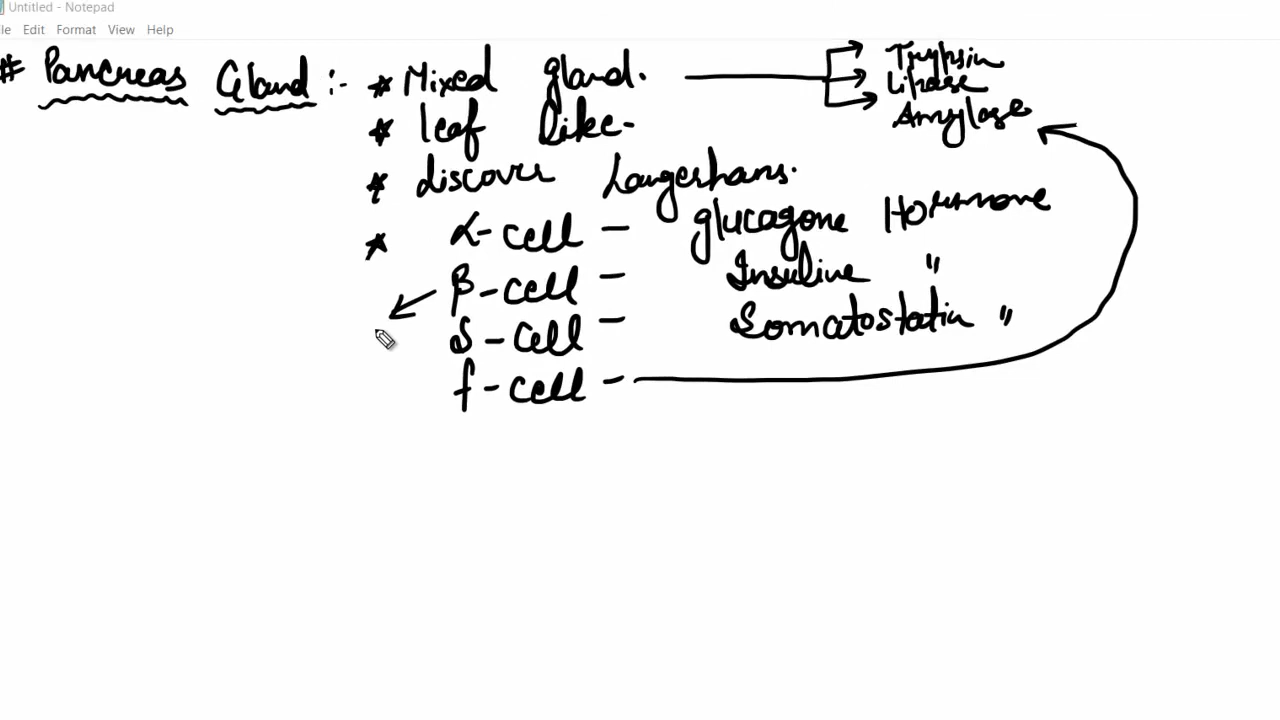 Untitled - Notepad
File Edit Format View Help
# Pancreas Gland :- * Mixed gland. Trypsin
Lipase
Amylase
* leaf like-
* discover Langerhans.
* α-cell - glucagone Hormone
β-cell - Insuline "
δ-cell - Somatostatin "
f-cell -